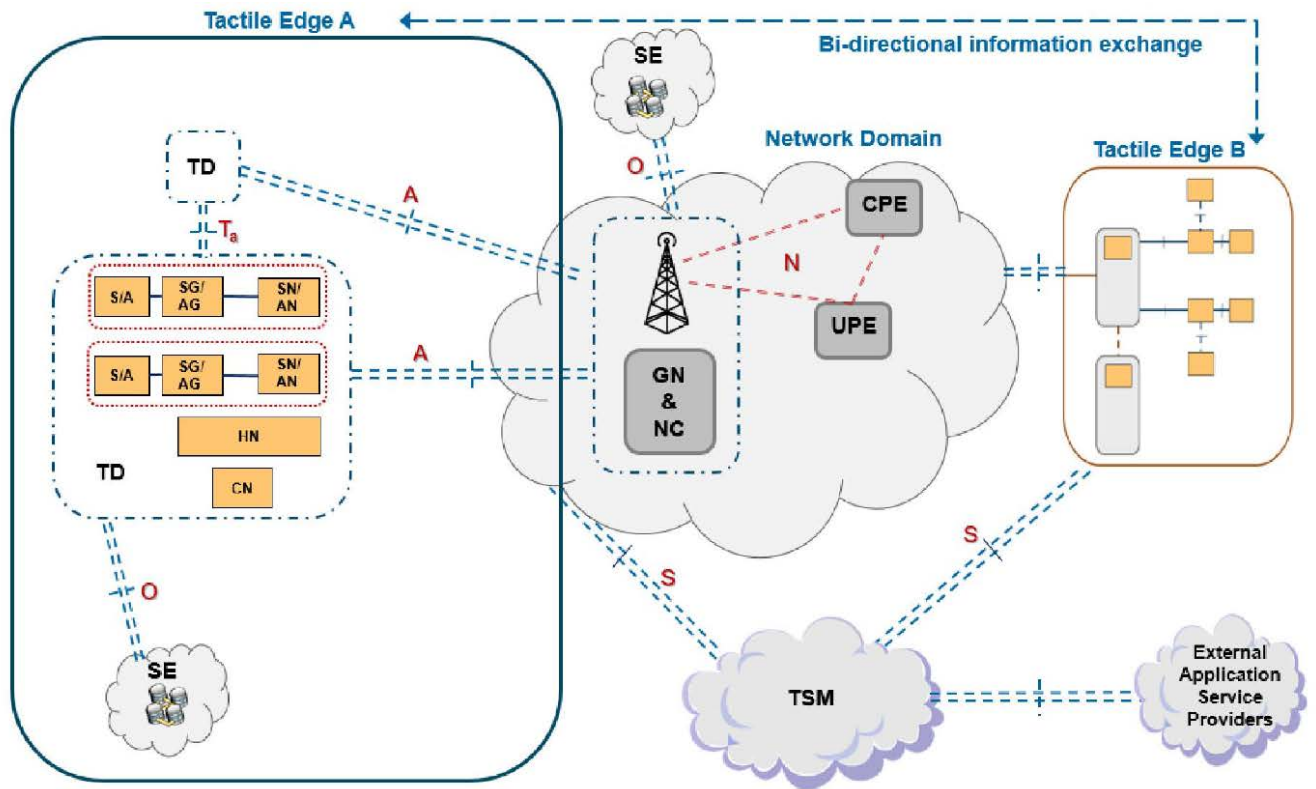 Tactile Edge A
Bi-directional information exchange
SE
Network Domain
Tactile Edge B
O
TD
A
CPE
Ta
N
S/A
SG/
AG
SN/
AN
UPE
S/A
SG/
AG
SN/
AN
A
GN
&
NC
HN
TD
CN
S
S
O
SE
TSM
External
Application
Service
Providers